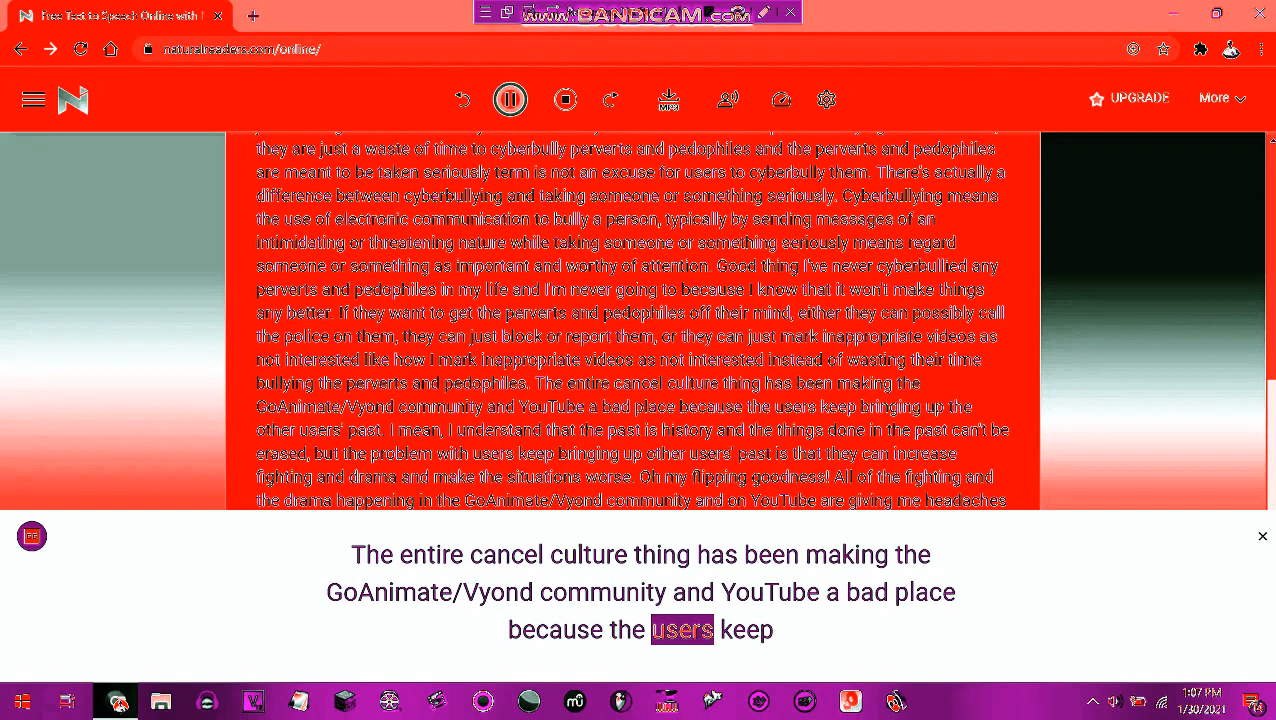 Free Text to Speech Online with
www.BANDICAM.com
naturalreaders.com/online/
MP3
UPGRADE
More
they are just a waste of time to cyberbully perverts and pedophiles and the perverts and pedophiles
are meant to be taken seriously term is not an excuse for users to cyberbully them. There's sctually a
difference between cyberbullying and taking someone or something seriously. Cyberbullying means
the use of electronic communication to bully a person, typically by sending messages of an
intimidating or threatening nature while taking someone or something seriously means regard
someone or something as important and worthy of attention. Good thing I've never cyberbullied any
perverts and pedophiles in my life and I'm never going to because I know that it won't make things
any better. If they want to get the perverts and pedophiles off their mind, either they can possibly call
the police on them, they can just block or report them, or they can just mark inappropriate videos as
not interested like how I mark inappropriate videos as not interested instead of wasting their time
bullying the perverts and pedophiles. The entire cancel culture thing has been making the
GoAnimate/Vyond community and YouTube a bad place because the users keep bringing up the
other users' past. I mean, I understand that the past is history and the things done in the past can't be
erased, but the problem with users keep bringing up other users' past is that they can increase
fighting and drama and make the situations worse. Oh my flipping goodness! All of the fighting and
the drama happening in the GoAnimate/Vyond community and on YouTube are giving me headaches
The entire cancel culture thing has been making the
GoAnimate/Vyond community and YouTube a bad place
because the users keep
1:07 PM
1/30/2021